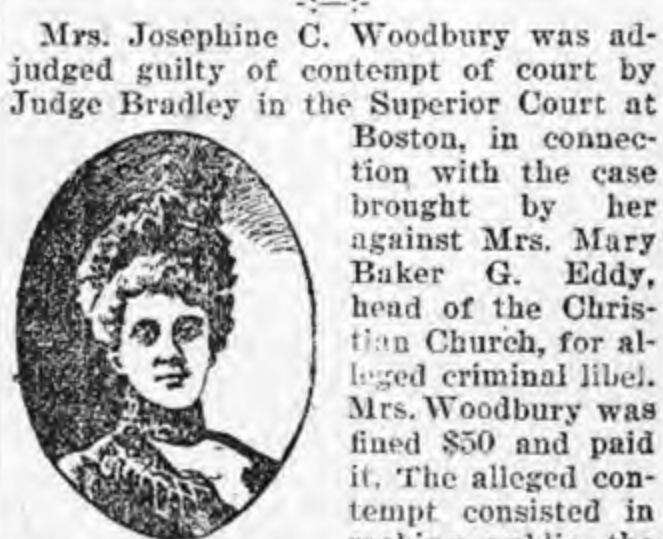 Mrs. Josephine C. Woodbury was ad-
judged guilty of contempt of court by
Judge Bradley in the Superior Court at
Boston, in connec-
tion with the case
brought by her
against Mrs. Mary
Baker G. Eddy,
head of the Chris-
tian Church, for al-
leged criminal libel.
Mrs. Woodbury was
fined $50 and paid
it. The alleged con-
tempt consisted in